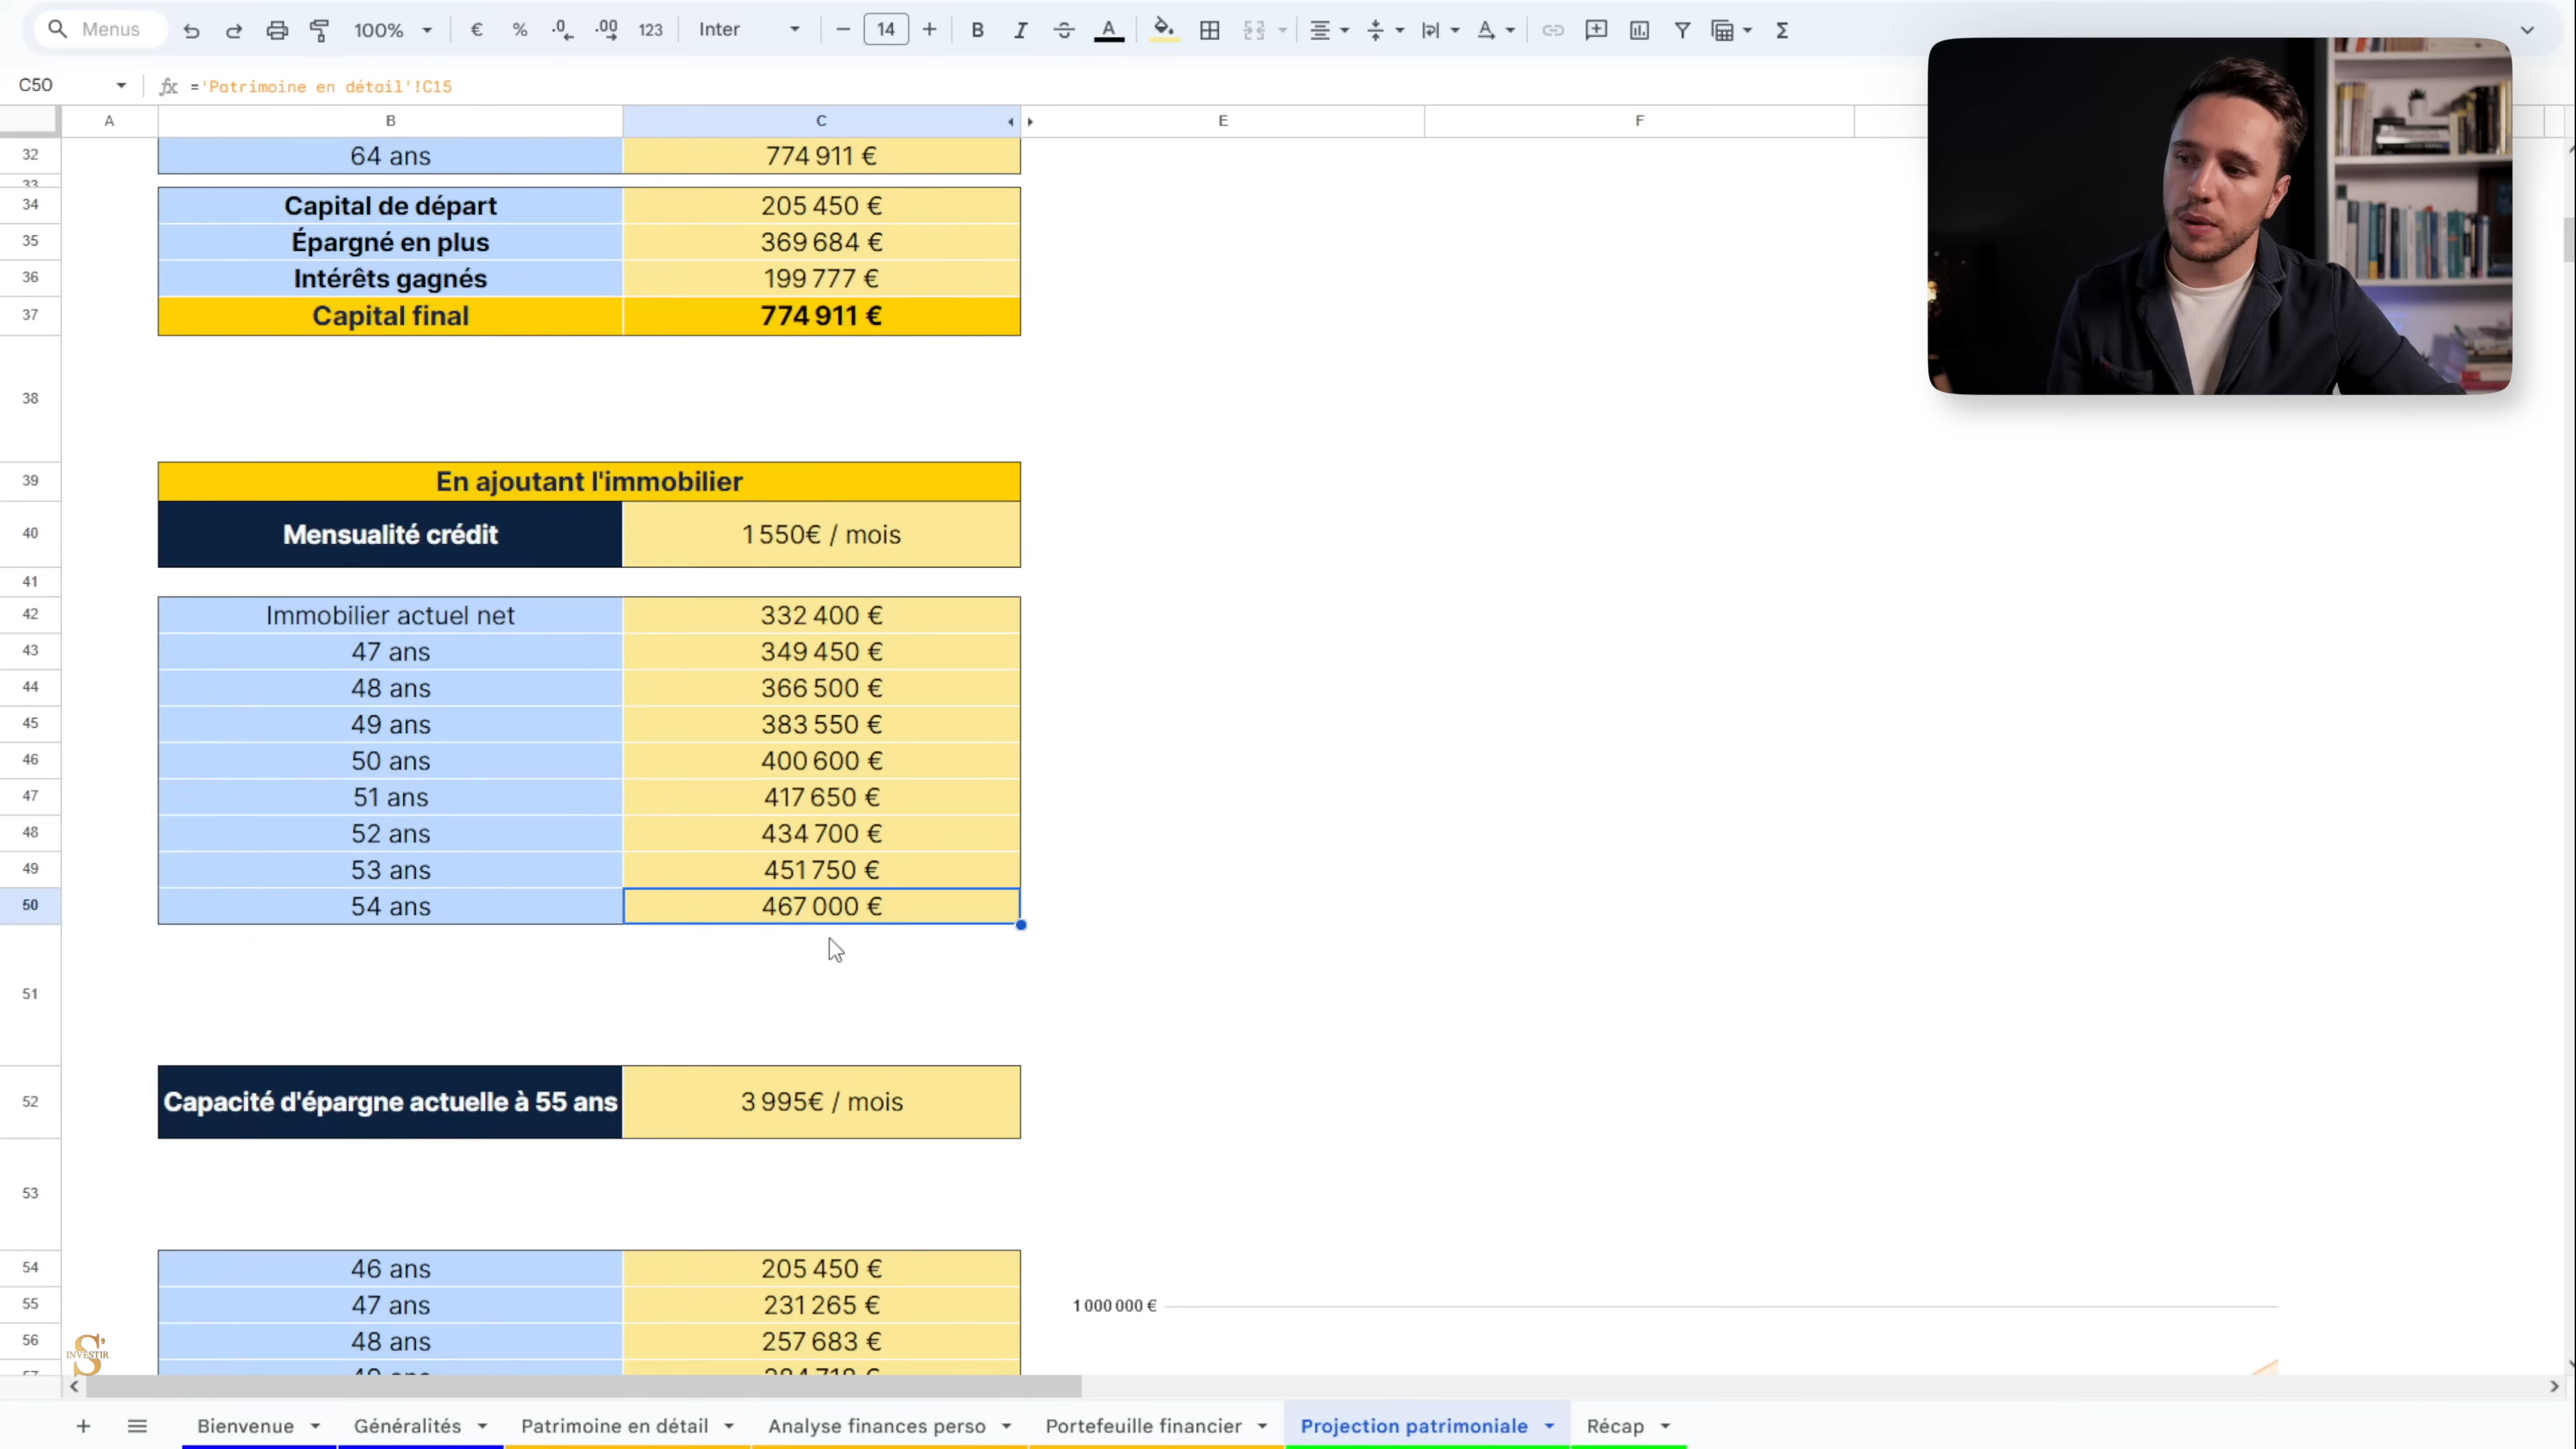 Menus 100% € % .0 .00 123 Inter 14 B I A
C50 fx ='Patrimoine en détail'!C15
A B C E F
32 64 ans 774 911 €
33
34 Capital de départ 205 450 €
35 Épargné en plus 369 684 €
36 Intérêts gagnés 199 777 €
37 Capital final 774 911 €
38
39 En ajoutant l'immobilier
40 Mensualité crédit 1 550€ / mois
41
42 Immobilier actuel net 332 400 €
43 47 ans 349 450 €
44 48 ans 366 500 €
45 49 ans 383 550 €
46 50 ans 400 600 €
47 51 ans 417 650 €
48 52 ans 434 700 €
49 53 ans 451 750 €
50 54 ans 467 000 €
51
52 Capacité d'épargne actuelle à 55 ans 3 995€ / mois
53
54 46 ans 205 450 €
55 47 ans 231 265 € 1 000 000 €
56 48 ans 257 683 €
S' INVESTIR
Bienvenue Généralités Patrimoine en détail Analyse finances perso Portefeuille financier Projection patrimoniale Récap